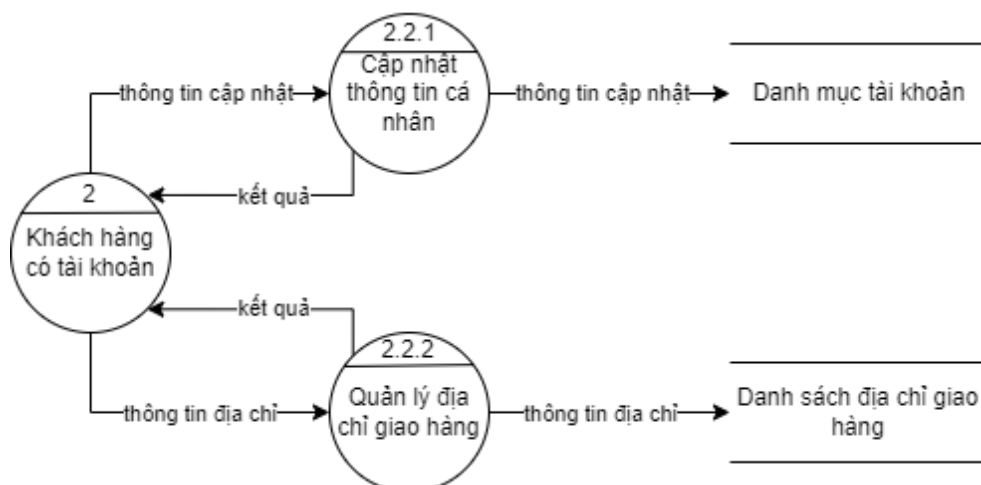 2.2.1
Cập nhật
thông tin cá
nhân
thông tin cập nhật
thông tin cập nhật
Danh mục tài khoản
kết quả
2
Khách hàng
có tài khoản
kết quả
2.2.2
Quản lý địa
chỉ giao hàng
thông tin địa chỉ
thông tin địa chỉ
Danh sách địa chỉ giao
hàng